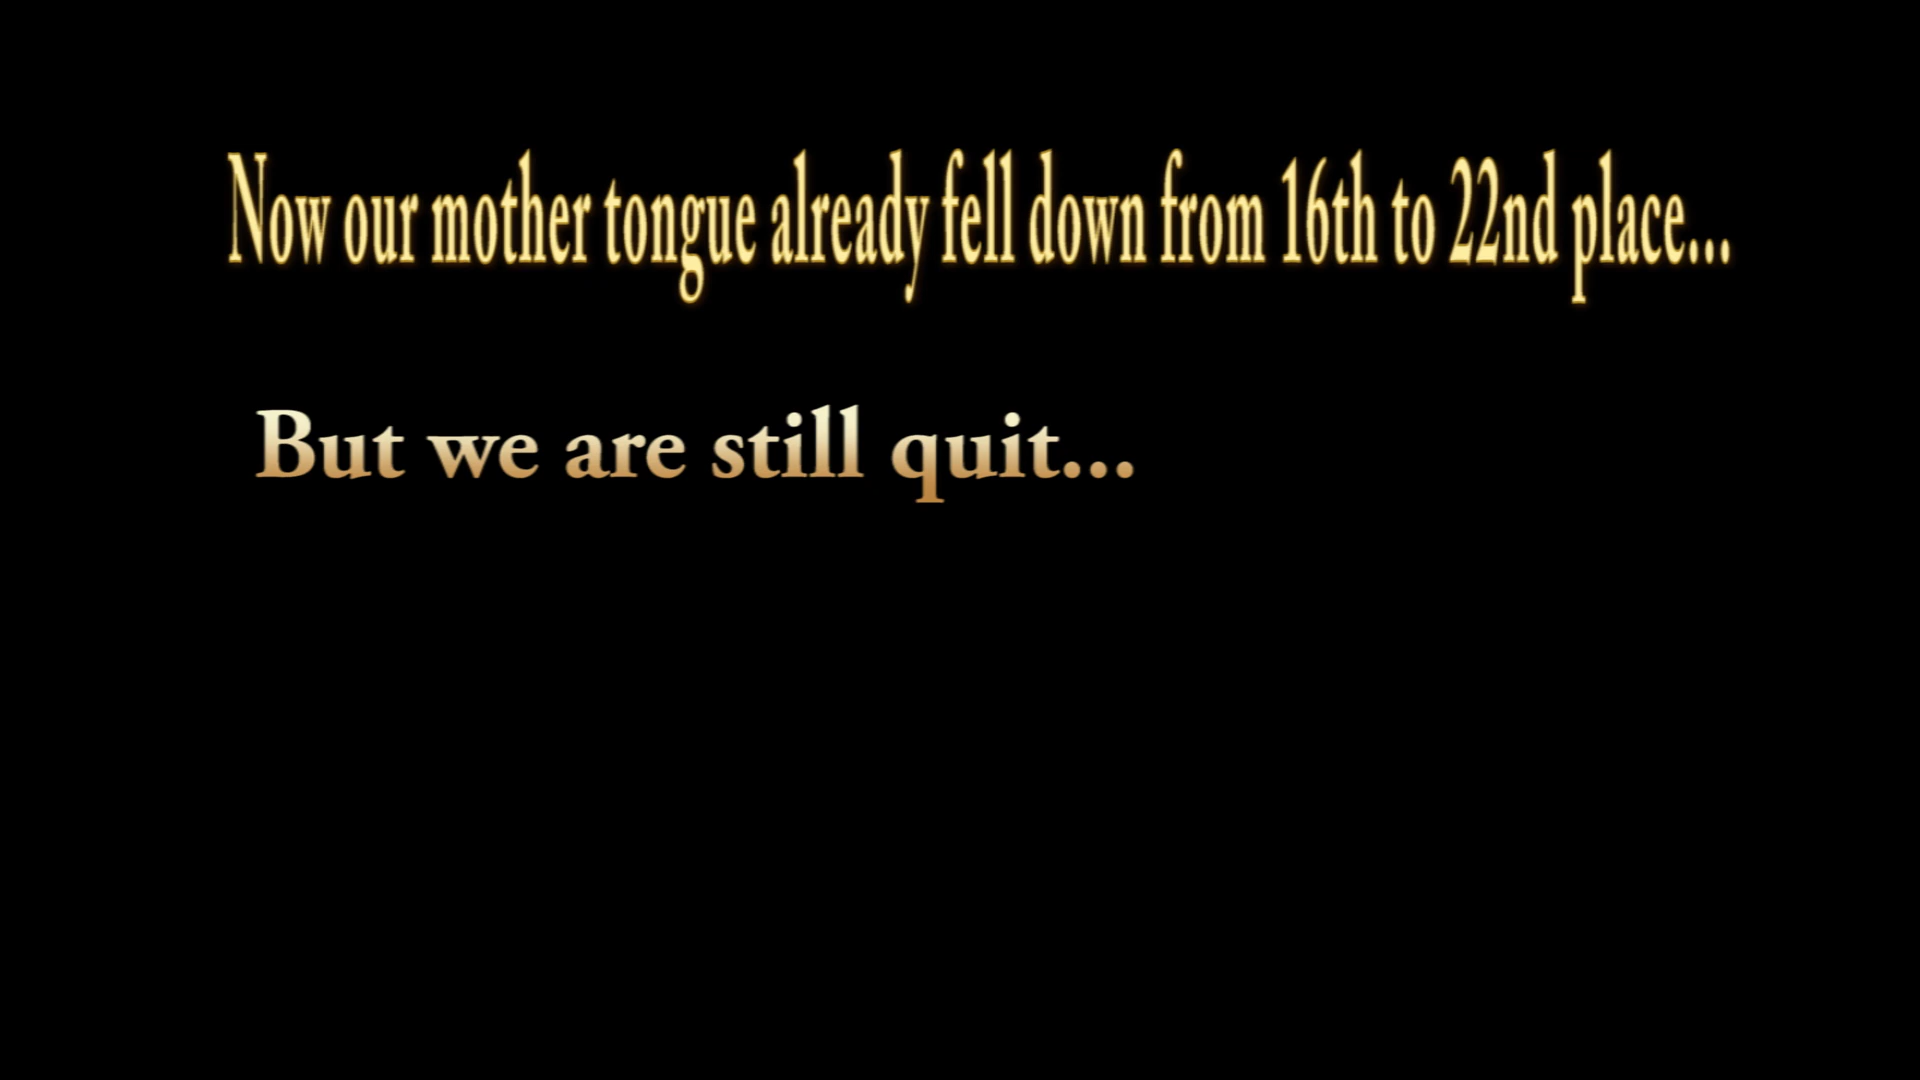 Now our mother tongue already fell down from 16th to 22nd place...
But we are still quit...